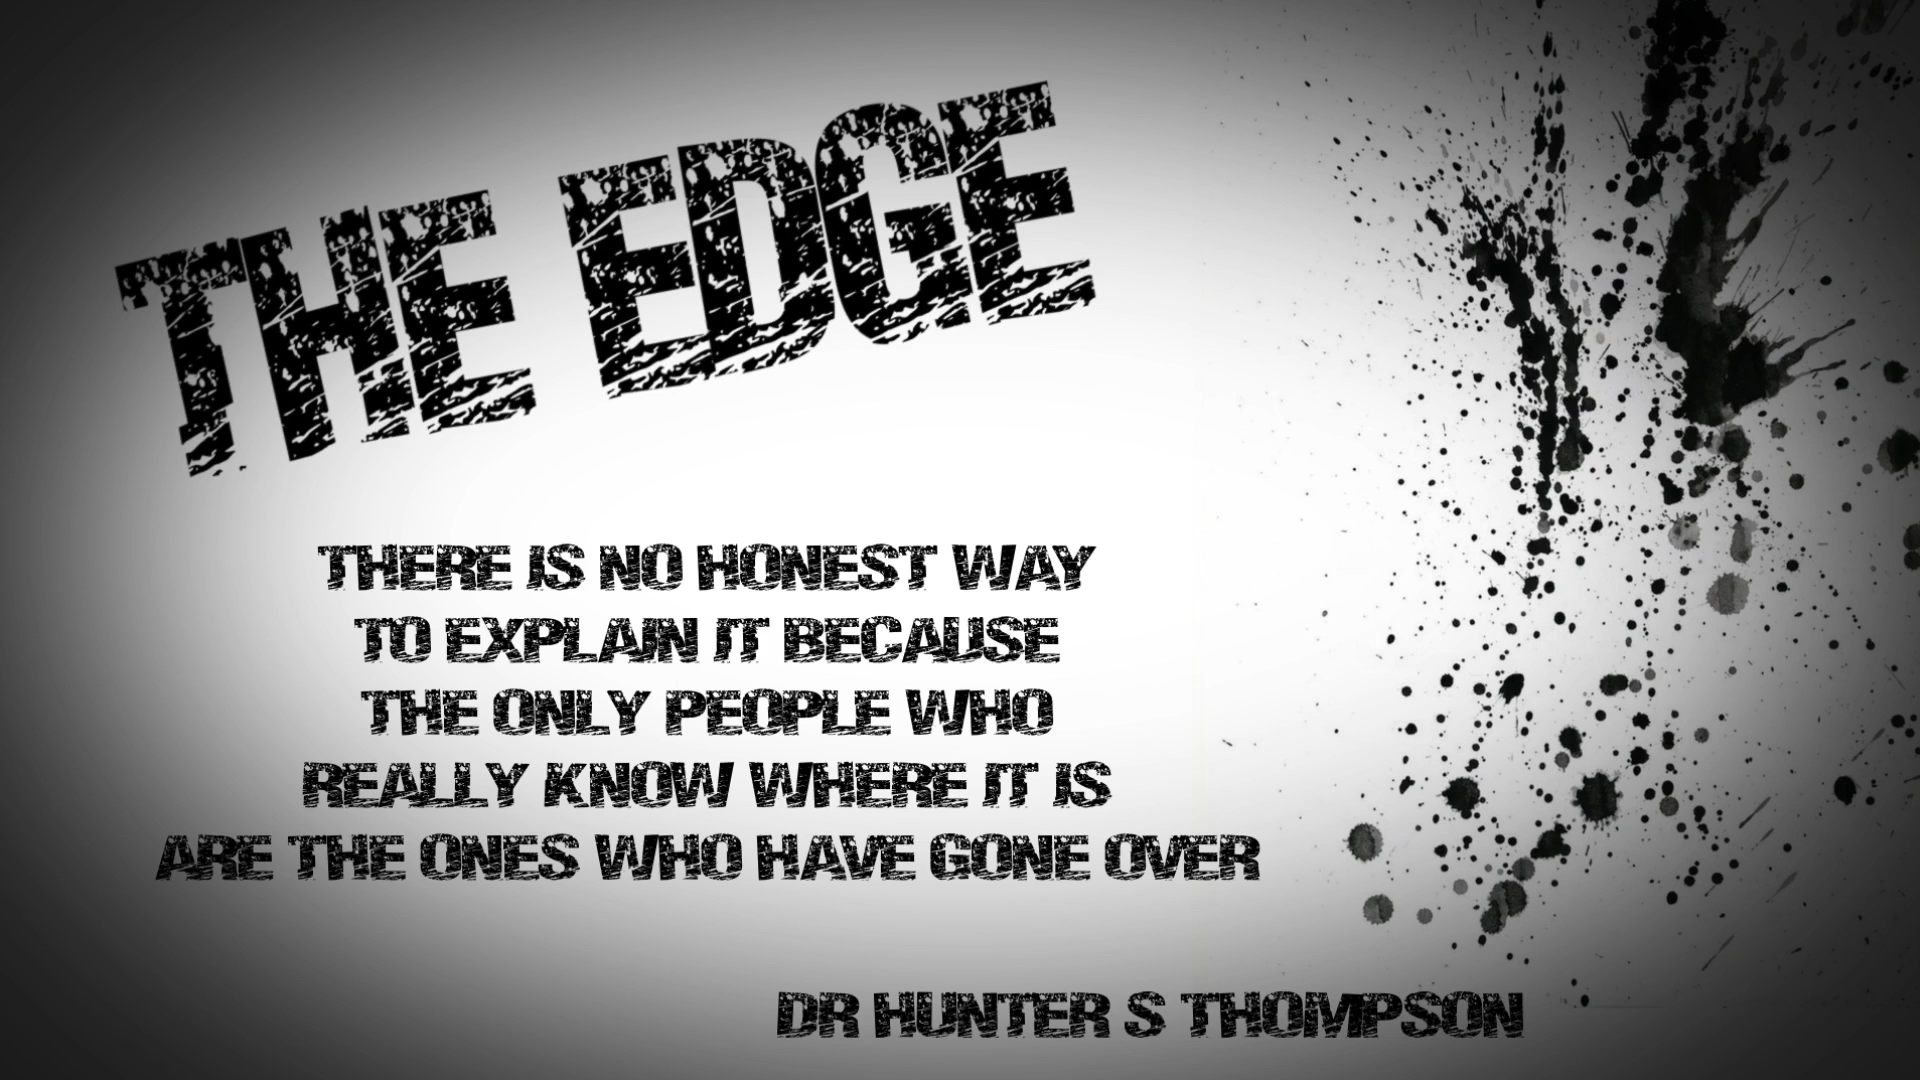 THE EDGE
THERE IS NO HONEST WAY
TO EXPLAIN IT BECAUSE
THE ONLY PEOPLE WHO
REALLY KNOW WHERE IT IS
ARE THE ONES WHO HAVE GONE OVER
DR HUNTER S THOMPSON